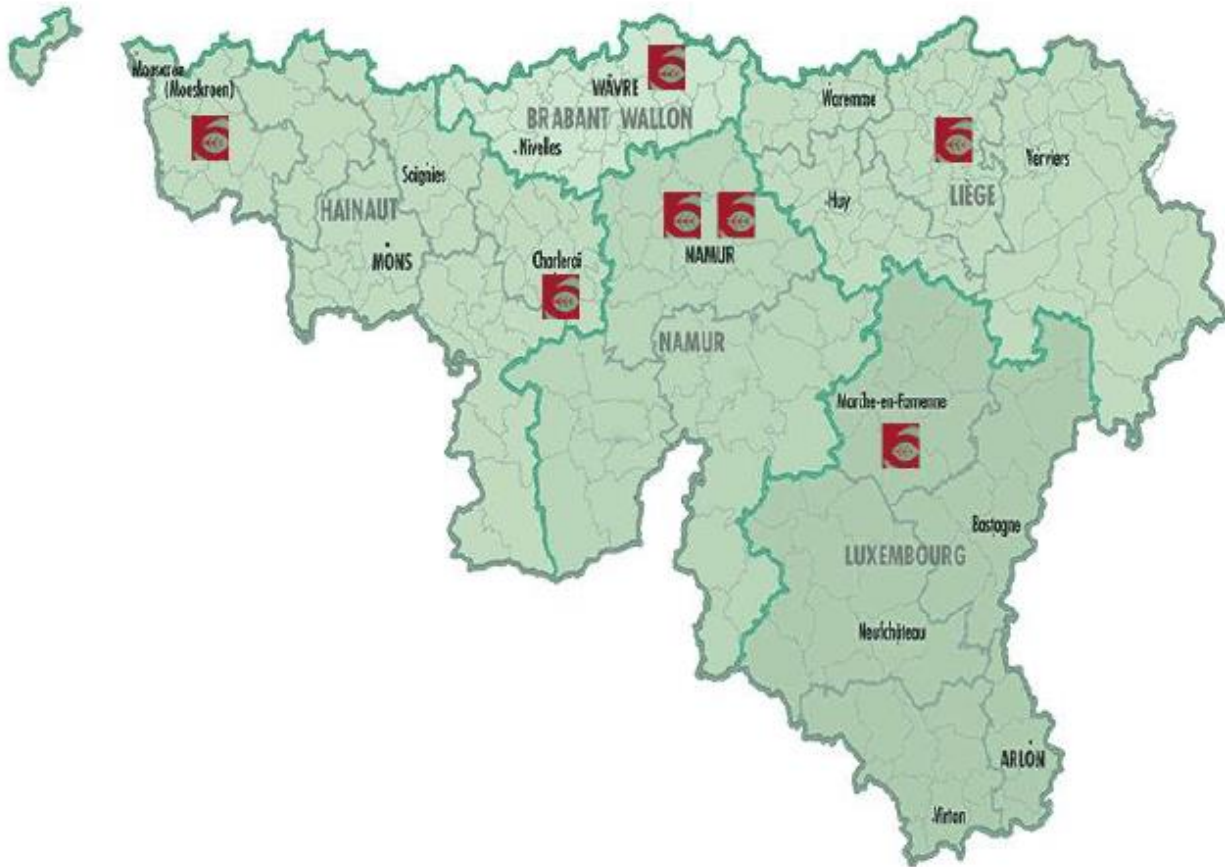 Mouscron
(Moeskroen)
WAVRE
BRABANT WALLON
Nivelles
Waremme
Verviers
Soignies
HAINAUT
Huy
LIÈGE
MONS
Charleroi
NAMUR
NAMUR
Marche-en-Famenne
Bastogne
LUXEMBOURG
Neufchâteau
ARLON
Virton